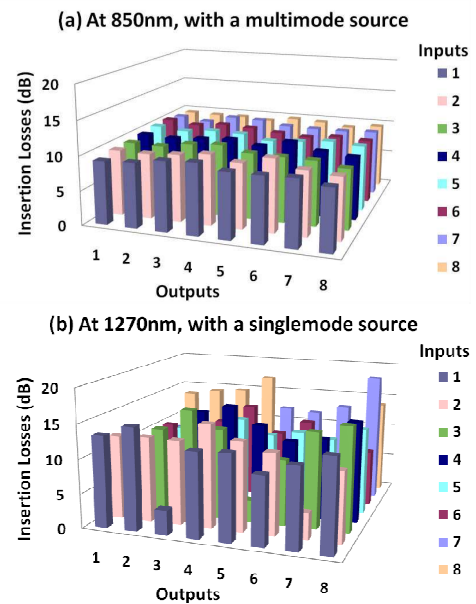 (a) At 850nm, with a multimode source
Inputs
20
15
10
5
0
Insertion Losses (dB)
1 2 3 4 5 6 7 8
Outputs
1
2
3
4
5
6
7
8
(b) At 1270nm, with a singlemode source
Inputs
20
15
10
5
0
Insertion Losses (dB)
1 2 3 4 5 6 7 8
Outputs
1
2
3
4
5
6
7
8